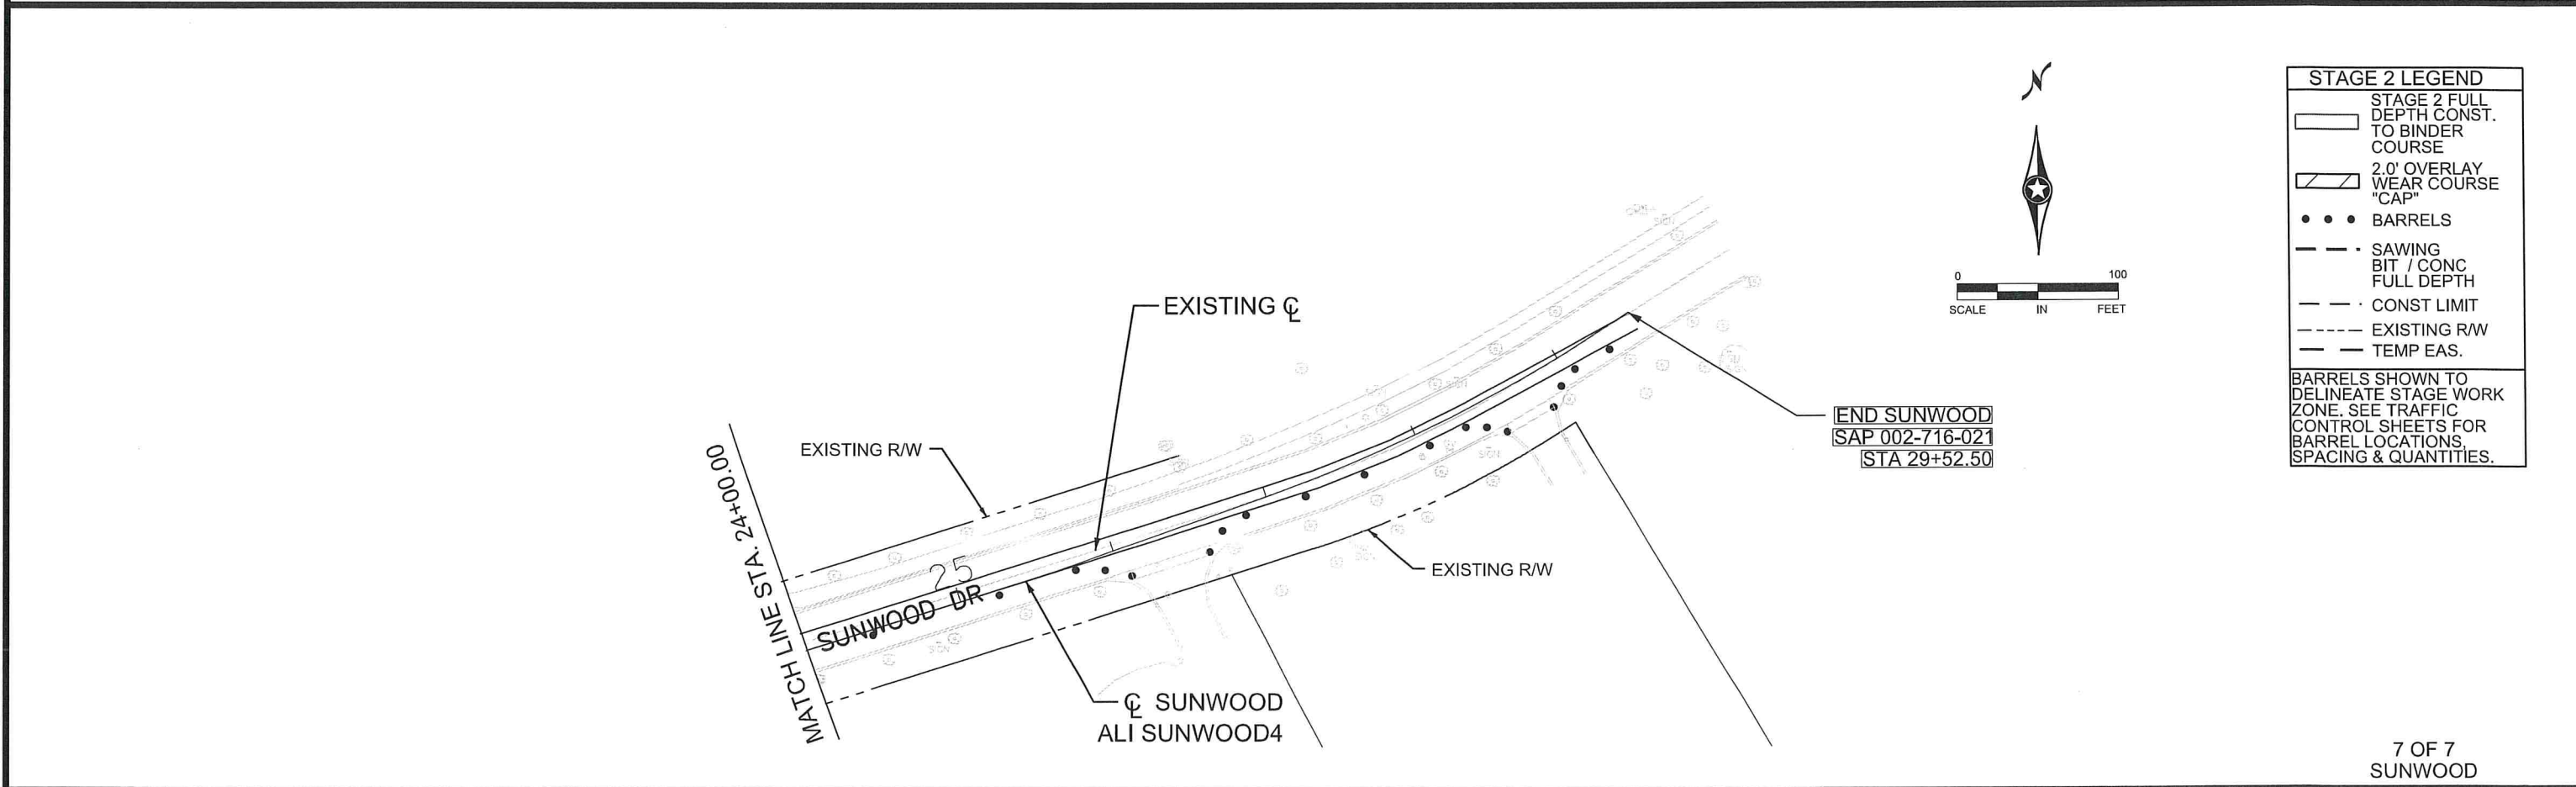 N
0 100
SCALE IN FEET
STAGE 2 LEGEND
STAGE 2 FULL
DEPTH CONST.
TO BINDER
COURSE
2.0' OVERLAY
WEAR COURSE
"CAP"
BARRELS
SAWING
BIT / CONC
FULL DEPTH
CONST LIMIT
EXISTING R/W
TEMP EAS.
BARRELS SHOWN TO
DELINEATE STAGE WORK
ZONE. SEE TRAFFIC
CONTROL SHEETS FOR
BARREL LOCATIONS,
SPACING & QUANTITIES.
EXISTING ℄
EXISTING R/W
MATCH LINE STA. 24+00.00
25
SUNWOOD DR
END SUNWOOD
SAP 002-716-021
STA 29+52.50
EXISTING R/W
℄ SUNWOOD
ALI SUNWOOD4
SIGN
SIGN
SIGN
SIGN
7 OF 7
SUNWOOD